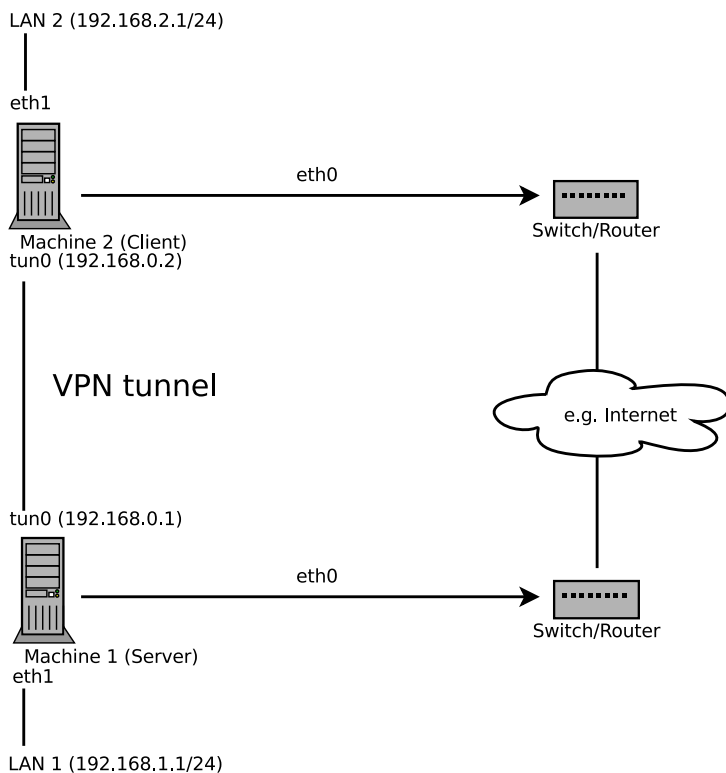 LAN 2 (192.168.2.1/24)
eth1
eth0
Machine 2 (Client)
Switch/Router
tun0 (192.168.0.2)
VPN tunnel
e.g. Internet
tun0 (192.168.0.1)
eth0
Switch/Router
Machine 1 (Server)
eth1
LAN 1 (192.168.1.1/24)